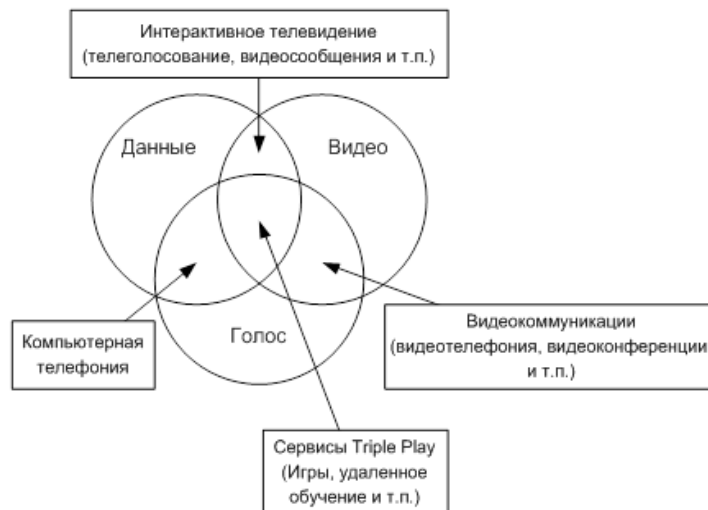 Интерактивное телевидение
(телеголосование, видеосообщения и т.п.)
Данные
Видео
Голос
Компьютерная
телефония
Видеокоммуникации
(видеотелефония, видеоконференции
и т.п.)
Сервисы Triple Play
(Игры, удаленное
обучение и т.п.)